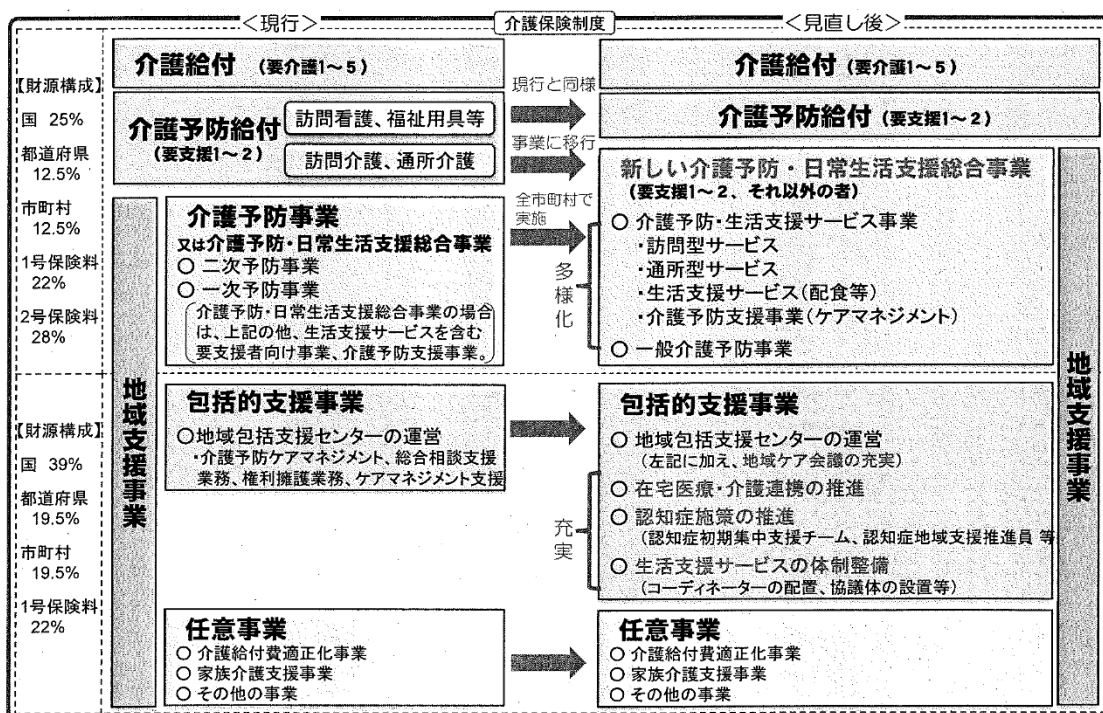 介護保険制度
<現行>
<見直し後>
【財源構成】
国 25%
都道府県
12.5%
市町村
12.5%
1号保険料
22%
2号保険料
28%
【財源構成】
国 39%
都道府県
19.5%
市町村
19.5%
1号保険料
22%
介護給付 (要介護1~5)
介護予防給付
(要支援1~2)
訪問看護、福祉用具等
訪問介護、通所介護
地域支援事業
介護予防事業
又は介護予防・日常生活支援総合事業
○ 二次予防事業
○ 一次予防事業
介護予防・日常生活支援総合事業の場合
は、上記の他、生活支援サービスを含む
要支援者向け事業、介護予防支援事業。
包括的支援事業
○地域包括支援センターの運営
・介護予防ケアマネジメント、総合相談支援
業務、権利擁護業務、ケアマネジメント支援
任意事業
○ 介護給付費適正化事業
○ 家族介護支援事業
○ その他の事業
現行と同様
事業に移行
全市町村で
実施
多様化
充実
介護給付 (要介護1~5)
介護予防給付 (要支援1~2)
新しい介護予防・日常生活支援総合事業
(要支援1~2、それ以外の者)
○ 介護予防・生活支援サービス事業
・訪問型サービス
・通所型サービス
・生活支援サービス(配食等)
・介護予防支援事業(ケアマネジメント)
○ 一般介護予防事業
包括的支援事業
○ 地域包括支援センターの運営
(左記に加え、地域ケア会議の充実)
○ 在宅医療・介護連携の推進
○ 認知症施策の推進
(認知症初期集中支援チーム、認知症地域支援推進員 等
○ 生活支援サービスの体制整備
(コーディネーターの配置、協議体の設置等)
任意事業
○ 介護給付費適正化事業
○ 家族介護支援事業
○ その他の事業
地域支援事業